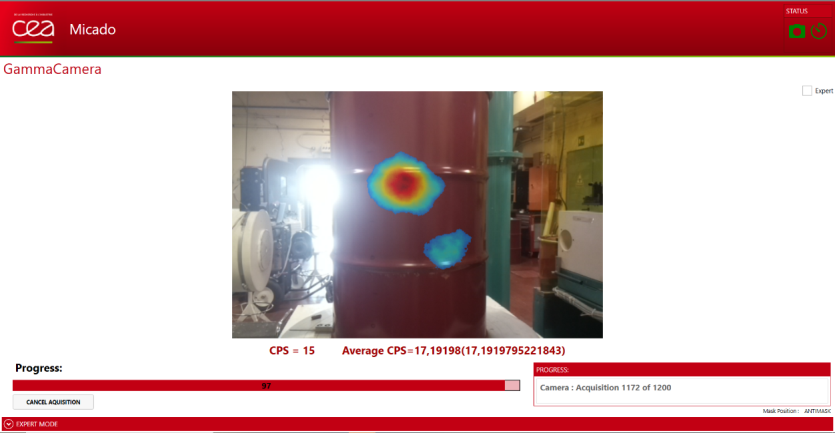 STATUS
cea
Micado
GammaCamera
Expert
CPS = 15 Average CPS=17,19198(17,1919795221843)
Progress:
97
CANCEL AQUISITION
PROGRESS:
Camera : Acquisition 1172 of 1200
Mask Position : ANTIMASK
EXPERT MODE